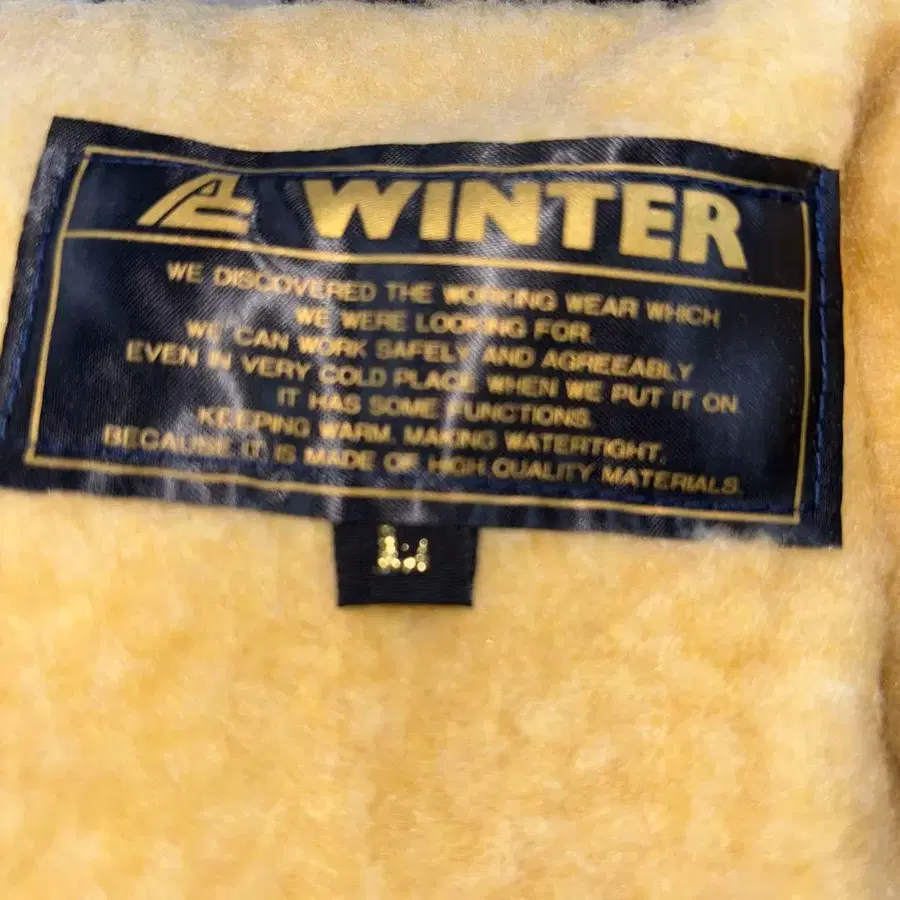 WINTER
WE DISCOVERED THE WORKING WEAR WHICH
WE WERE LOOKING FOR.
WE CAN WORK SAFELY AND AGREEABLY
EVEN IN VERY COLD PLACE WHEN WE PUT IT ON.
IT HAS SOME FUNCTIONS.
KEEPING WARM. MAKING WATERTIGHT.
BECAUSE IT IS MADE OF HIGH QUALITY MATERIALS.